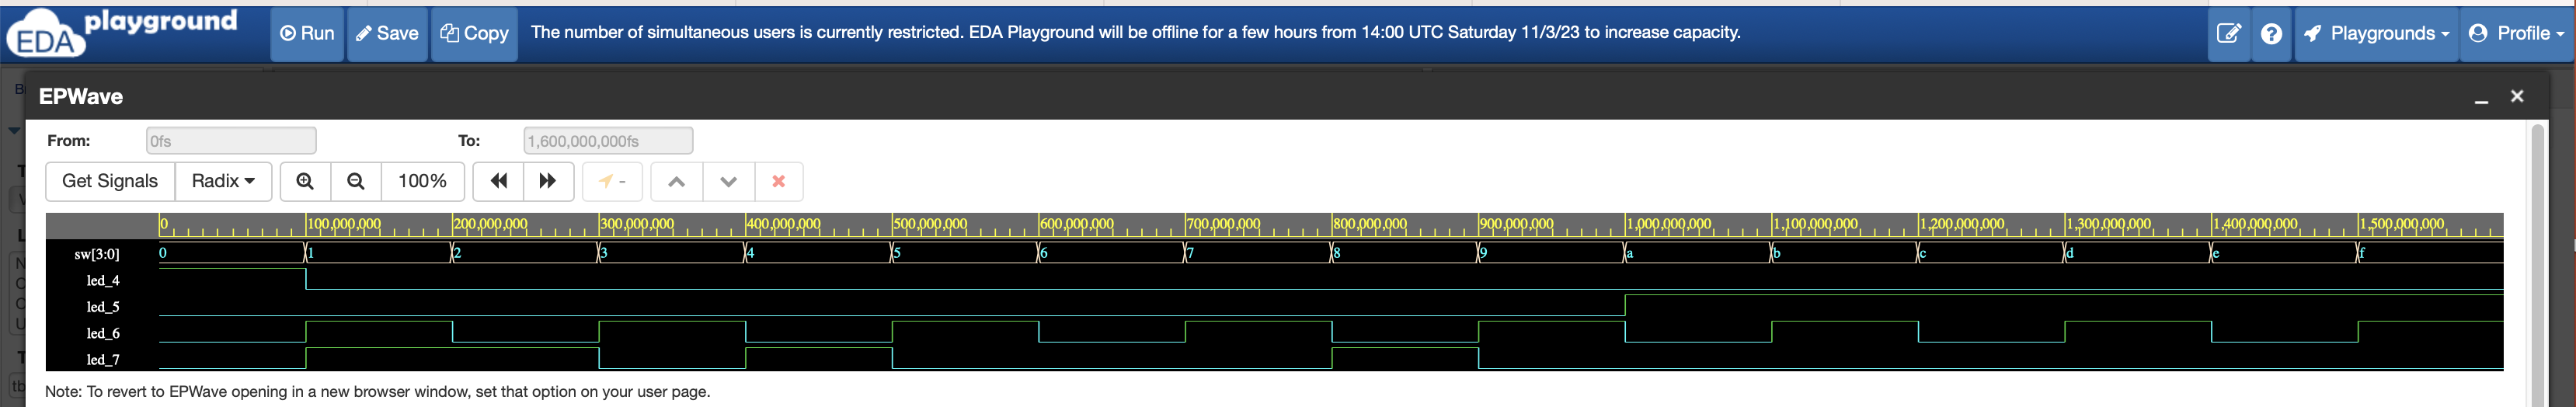 EDA playground Run Save Copy The number of simultaneous users is currently restricted. EDA Playground will be offline for a few hours from 14:00 UTC Saturday 11/3/23 to increase capacity. Playgrounds Profile
EPWave
From: 0fs To: 1,600,000,000fs
Get Signals Radix 100% -
0 100,000,000 200,000,000 300,000,000 400,000,000 500,000,000 600,000,000 700,000,000 800,000,000 900,000,000 1,000,000,000 1,100,000,000 1,200,000,000 1,300,000,000 1,400,000,000 1,500,000,000
sw[3:0] 0 1 2 3 4 5 6 7 8 9 a b c d e f
led_4
led_5
led_6
led_7
Note: To revert to EPWave opening in a new browser window, set that option on your user page.